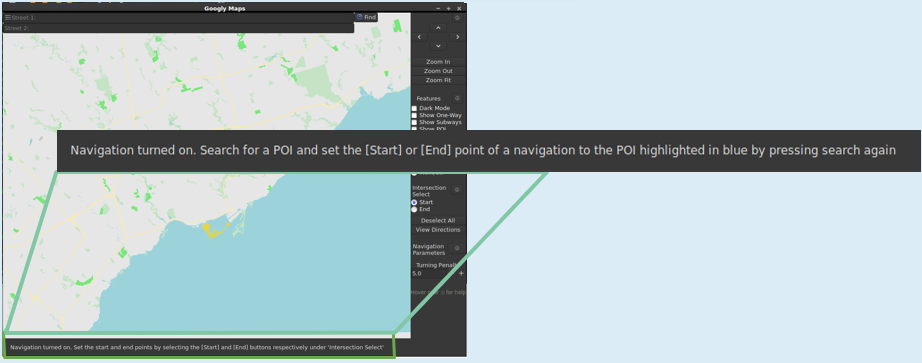 Googly Maps
Street 1:
Find
Street 2:
Zoom In
Zoom Out
Zoom Fit
Features
Dark Mode
Show One-Way
Show Subways
Show POI
Navigation turned on. Search for a POI and set the [Start] or [End] point of a navigation to the POI highlighted in blue by pressing search again
Intersection
Select
Start
End
Deselect All
View Directions
Navigation
Parameters
Turning Penalty
5.0
+
Hover over for help
Navigation turned on. Set the start and end points by selecting the [Start] and [End] buttons respectively under 'Intersection Select'